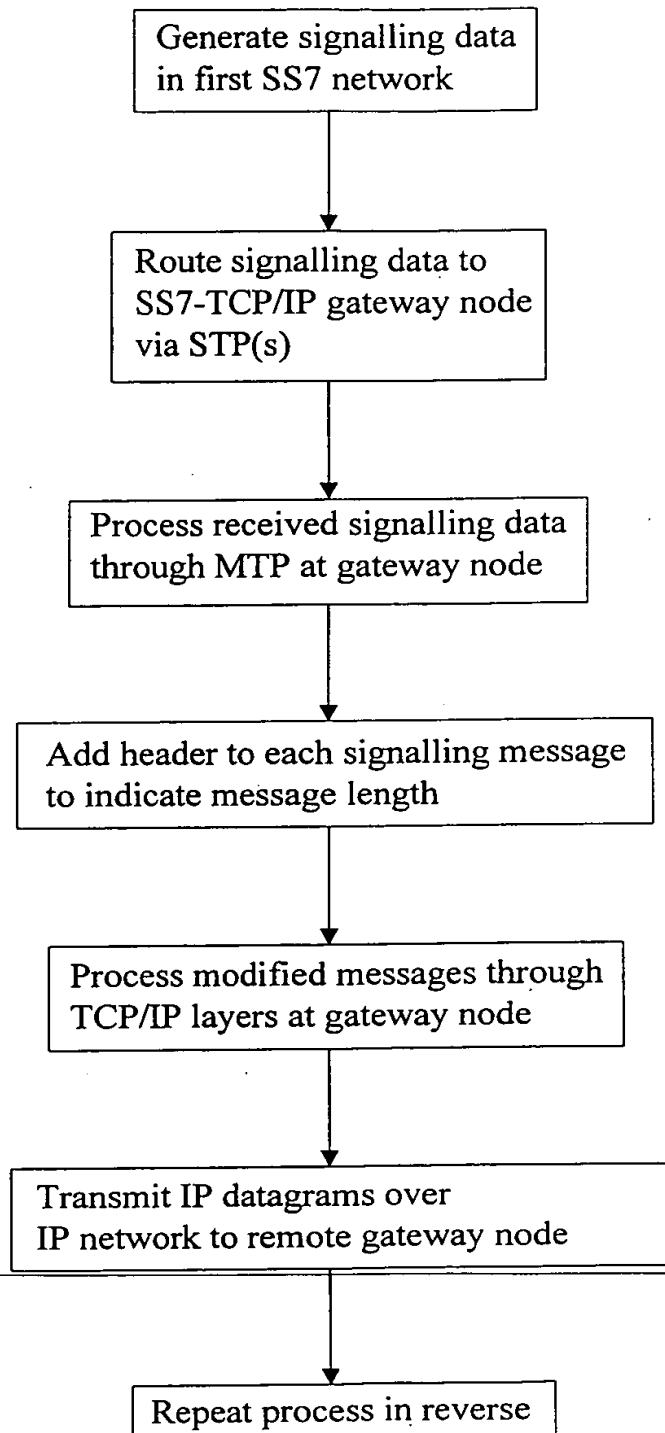 Generate signalling data
in first SS7 network
Route signalling data to
SS7-TCP/IP gateway node
via STP(s)
Process received signalling data
through MTP at gateway node
Add header to each signalling message
to indicate message length
Process modified messages through
TCP/IP layers at gateway node
Transmit IP datagrams over
IP network to remote gateway node
Repeat process in reverse